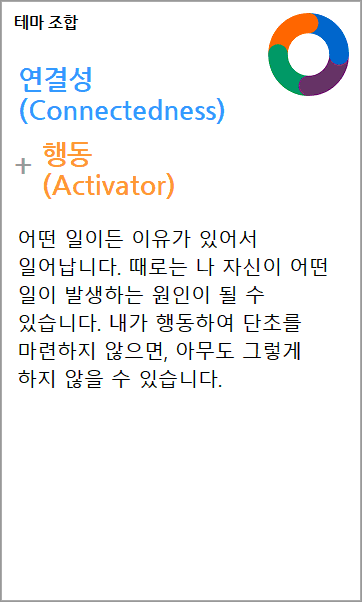 테마 조합
연결성
(Connectedness)
+ 행동
(Activator)
어떤 일이든 이유가 있어서
일어납니다. 때로는 나 자신이 어떤
일이 발생하는 원인이 될 수
있습니다. 내가 행동하여 단초를
마련하지 않으면, 아무도 그렇게
하지 않을 수 있습니다.